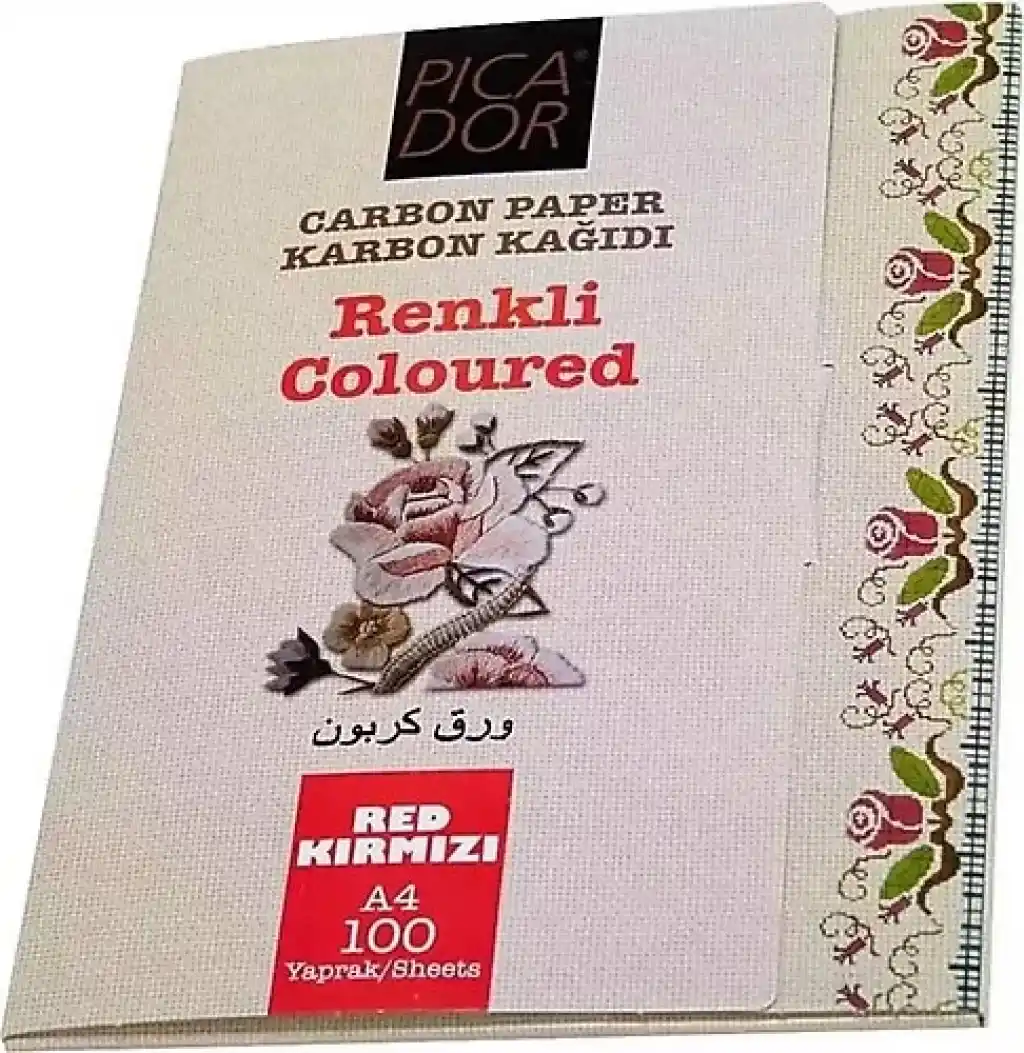 PICA®
DOR
CARBON PAPER
KARBON KAĞIDI
Renkli
Coloured
ورق كربون
RED
KIRMIZI
A4
100
Yaprak/Sheets